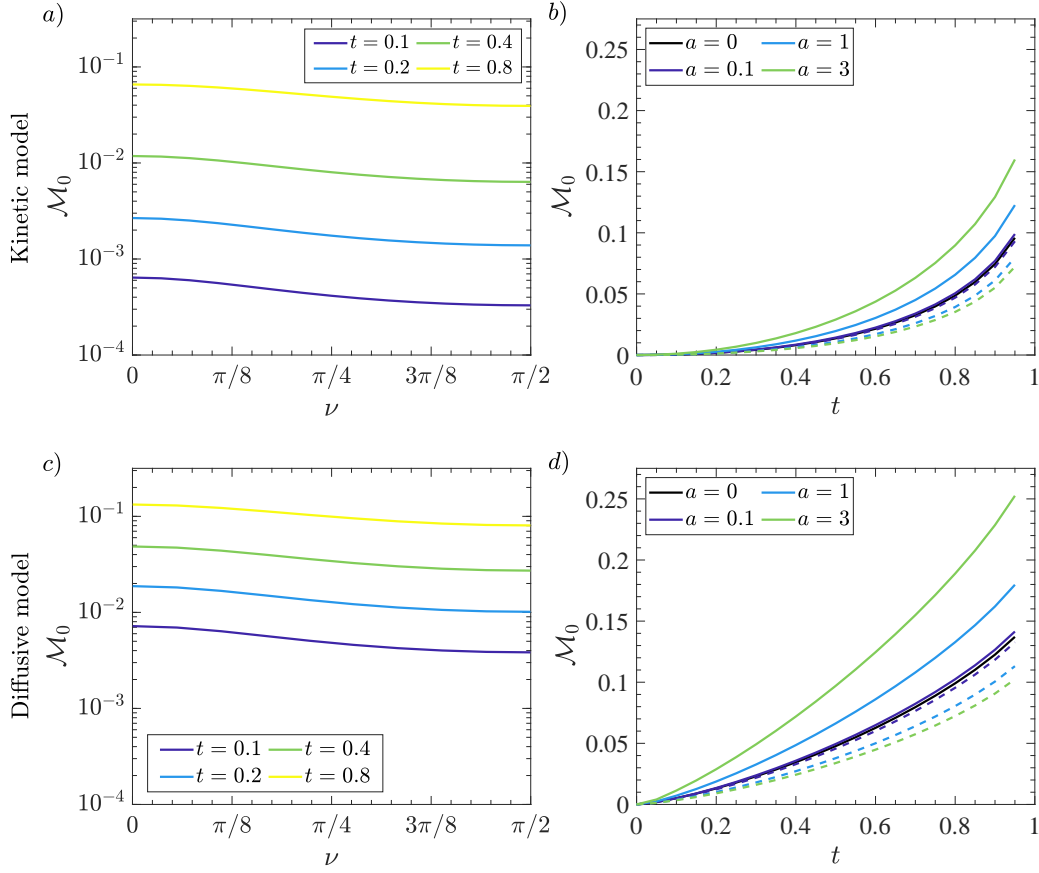 a)
t = 0.1 t = 0.4
t = 0.2 t = 0.8
10⁻¹
10⁻²
10⁻³
10⁻⁴
ℳ₀
Kinetic model
0 π/8 π/4 3π/8 π/2
ν
b)
a = 0 a = 1
a = 0.1 a = 3
0.25
0.2
0.15
0.1
0.05
0
ℳ₀
0 0.2 0.4 0.6 0.8 1
t
c)
10⁻¹
10⁻²
10⁻³
10⁻⁴
ℳ₀
Diffusive model
t = 0.1 t = 0.4
t = 0.2 t = 0.8
0 π/8 π/4 3π/8 π/2
ν
d)
a = 0 a = 1
a = 0.1 a = 3
0.25
0.2
0.15
0.1
0.05
0
ℳ₀
0 0.2 0.4 0.6 0.8 1
t